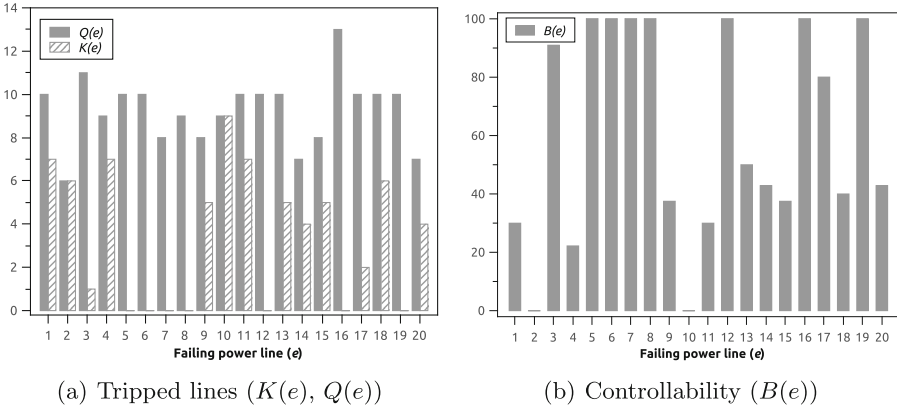 14
12
10
8
6
4
2
0
Q(e)
K(e)
1 2 3 4 5 6 7 8 9 10 11 12 13 14 15 16 17 18 19 20
Failing power line (e)
(a) Tripped lines (K(e), Q(e))
100
80
60
40
20
0
B(e)
1 2 3 4 5 6 7 8 9 10 11 12 13 14 15 16 17 18 19 20
Failing power line (e)
(b) Controllability (B(e))